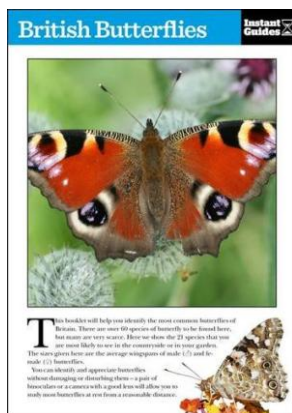 British Butterflies
Instant
Guides
This booklet will help you identify the most common butterflies of
Britain. There are over 60 species of butterfly to be found here,
but many are very scarce. Here we show the 21 species that you
are most likely to see in the countryside or in your garden.
The sizes given here are the average wingspans of male (♂) and fe-
male (♀) butterflies.
You can identify and appreciate butterflies
without damaging or disturbing them – a pair of
binoculars or a camera with a good lens will allow you to
study most butterflies at rest from a reasonable distance.